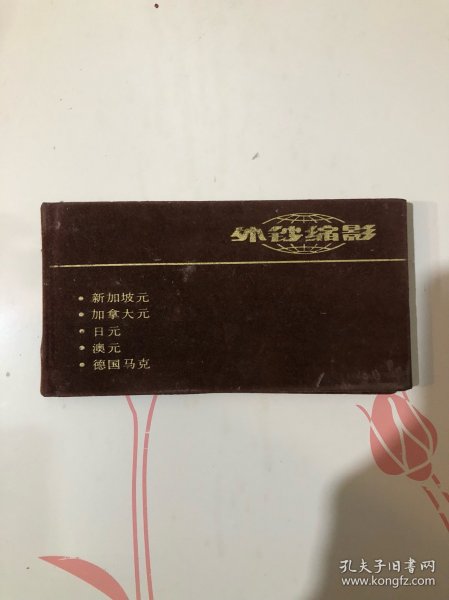 外钞缩影
• 新加坡元
• 加拿大元
• 日元
• 澳元
• 德国马克
孔夫子旧书网
www.kongfz.com